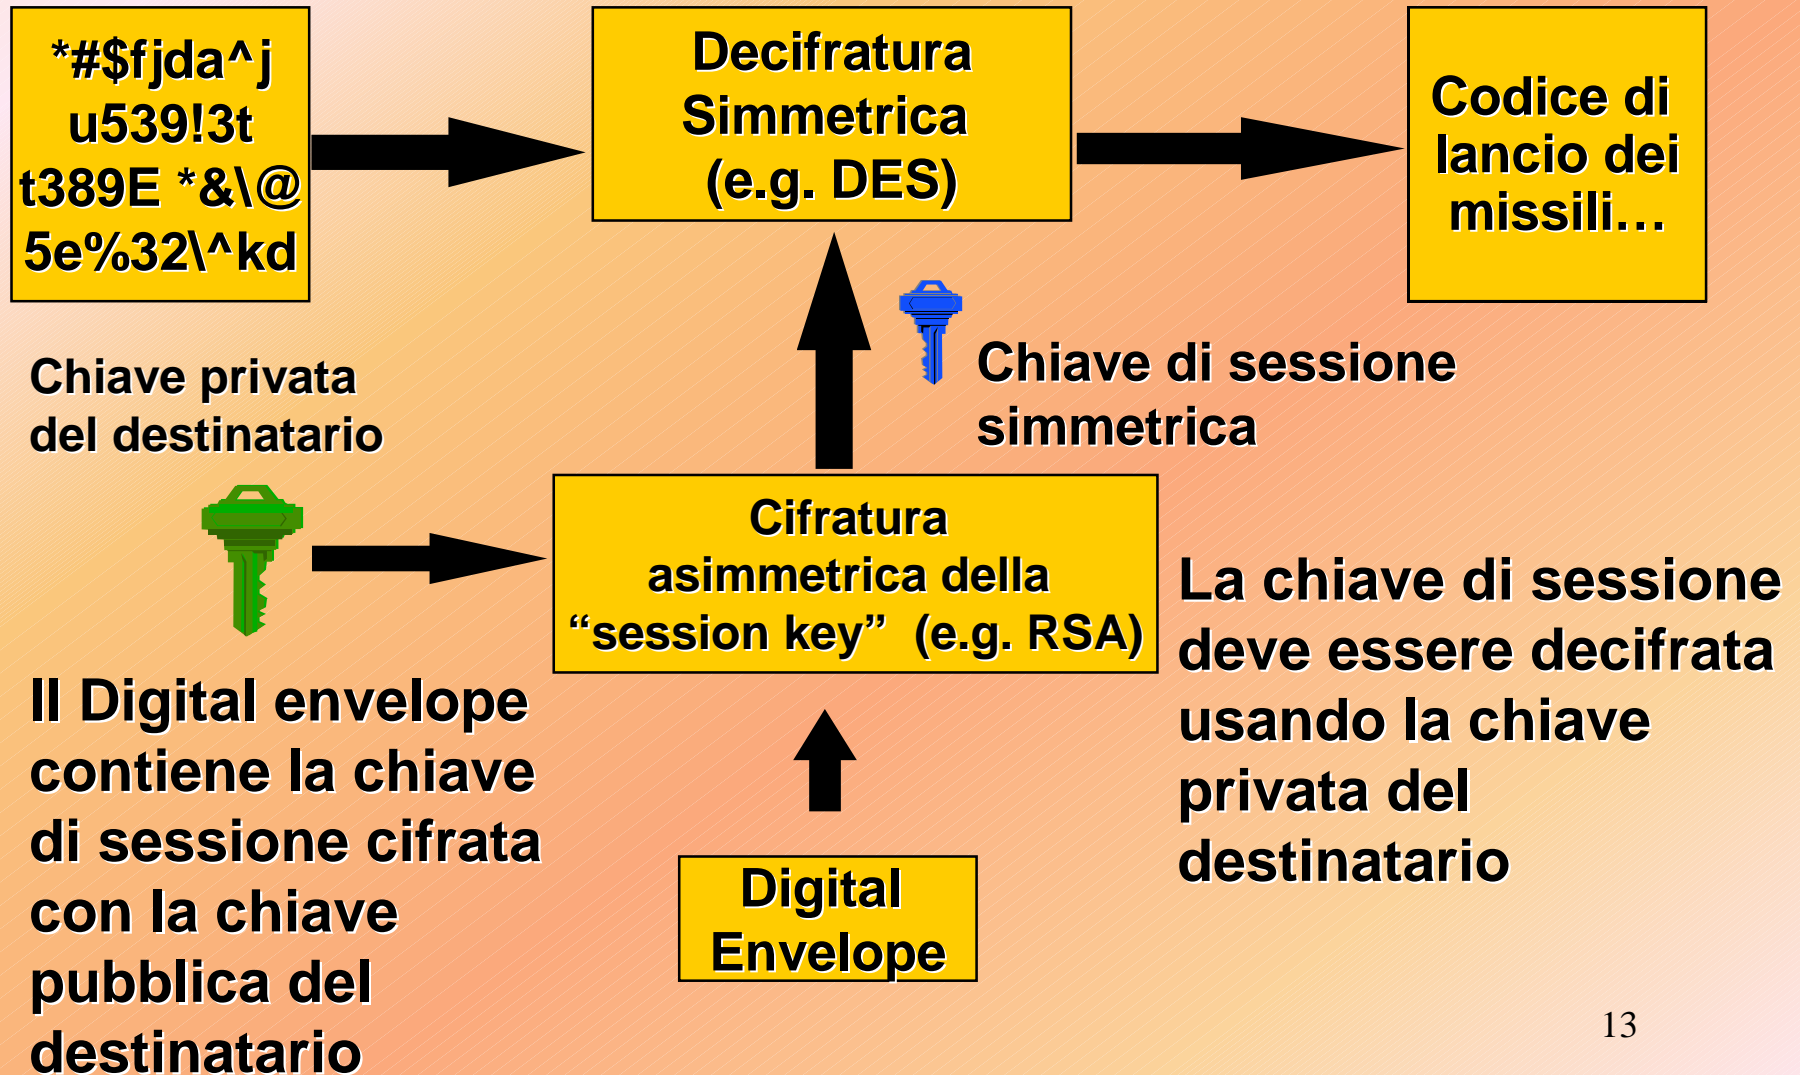 *#$fjda^j
u539!3t
t389E *&\@
5e%32\^kd
Decifratura
Simmetrica
(e.g. DES)
Codice di
lancio dei
missili…
Chiave privata
del destinatario
Chiave di sessione
simmetrica
Cifratura
asimmetrica della
“session key” (e.g. RSA)
La chiave di sessione
deve essere decifrata
usando la chiave
privata del
destinatario
Il Digital envelope
contiene la chiave
di sessione cifrata
con la chiave
pubblica del
destinatario
Digital
Envelope
13